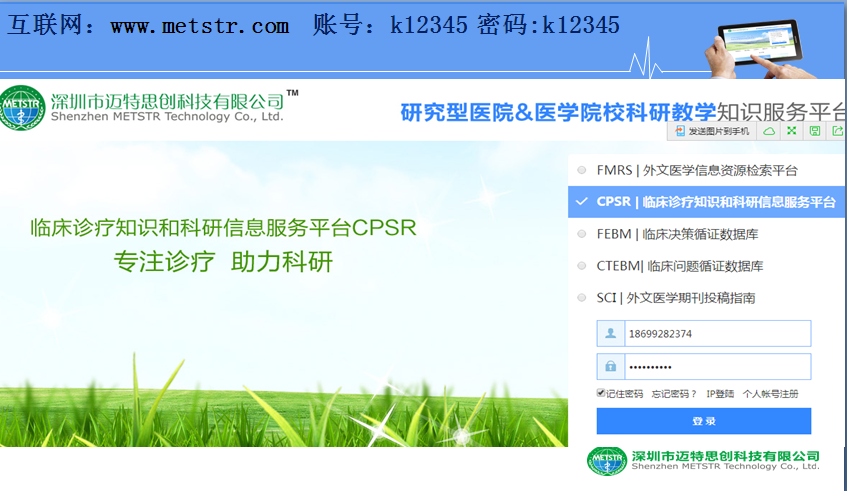 互联网：www.metstr.com 账号：k12345 密码:k12345
METSTR
深圳市迈特思创科技有限公司™
Shenzhen METSTR Technology Co., Ltd.
研究型医院&医学院校科研教学知识服务平台
发送图片到手机
FMRS | 外文医学信息资源检索平台
CPSR | 临床诊疗知识和科研信息服务平台
FEBM | 临床决策循证数据库
CTEBM| 临床问题循证数据库
SCI | 外文医学期刊投稿指南
临床诊疗知识和科研信息服务平台CPSR
专注诊疗 助力科研
18699282374
••••••••••
记住密码 忘记密码？ IP登陆 个人帐号注册
登 录
METSTR
深圳市迈特思创科技有限公司
Shenzhen METSTR Technology Co., Ltd.